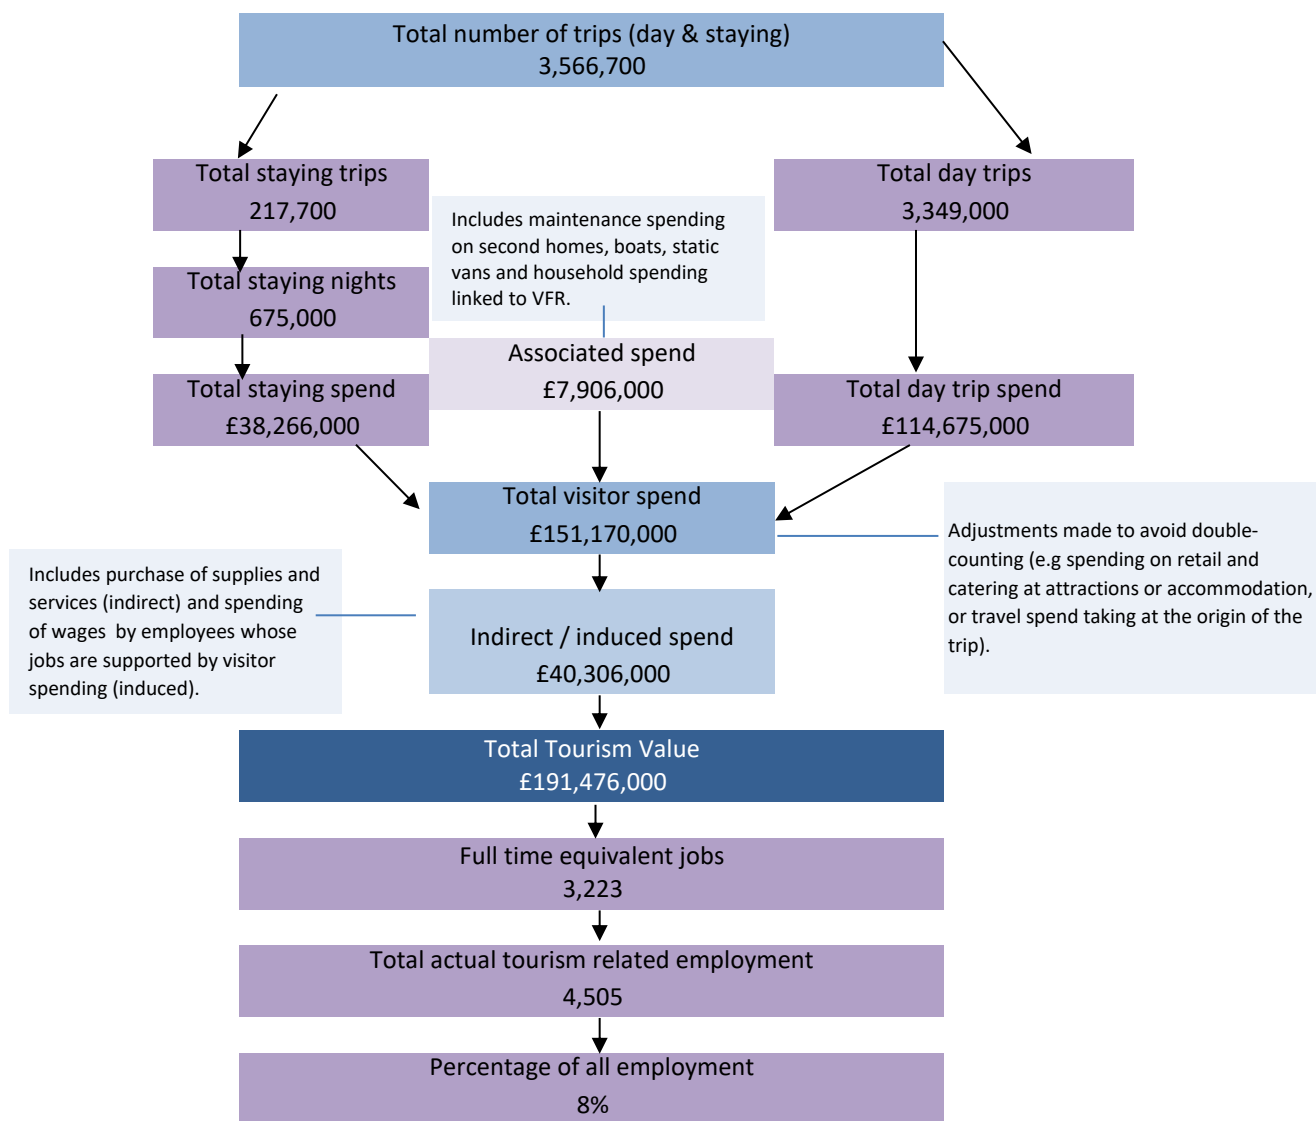 Total number of trips (day & staying)
3,566,700
Total staying trips
217,700
Total day trips
3,349,000
Includes maintenance spending
on second homes, boats, static
vans and household spending
linked to VFR.
Total staying nights
675,000
Associated spend
£7,906,000
Total staying spend
£38,266,000
Total day trip spend
£114,675,000
Total visitor spend
£151,170,000
Adjustments made to avoid double-
counting (e.g spending on retail and
catering at attractions or accommodation,
or travel spend taking at the origin of the
trip).
Includes purchase of supplies and
services (indirect) and spending
of wages by employees whose
jobs are supported by visitor
spending (induced).
Indirect / induced spend
£40,306,000
Total Tourism Value
£191,476,000
Full time equivalent jobs
3,223
Total actual tourism related employment
4,505
Percentage of all employment
8%